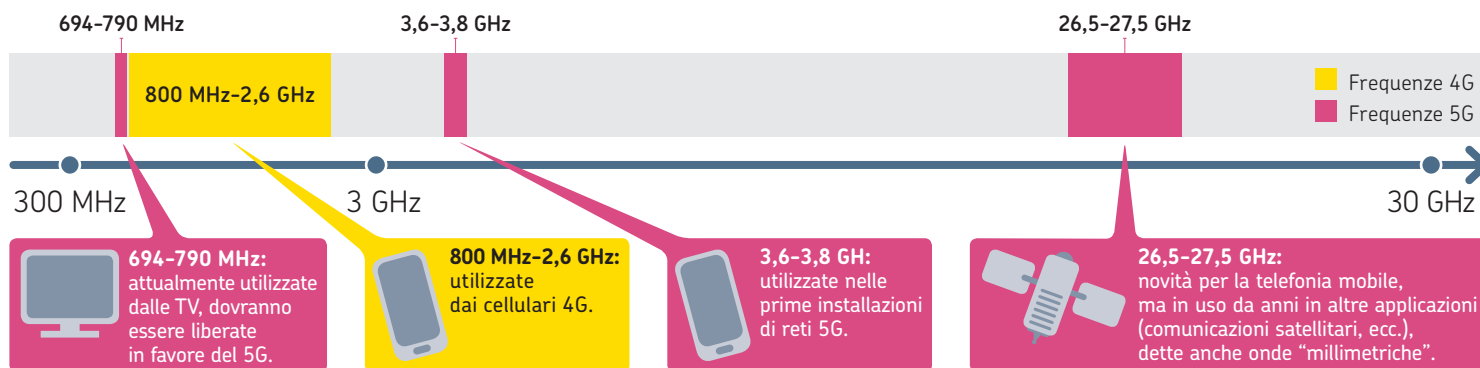 694-790 MHz
3,6-3,8 GHz
26,5-27,5 GHz
800 MHz-2,6 GHz
Frequenze 4G
Frequenze 5G
300 MHz
3 GHz
30 GHz
694-790 MHz:
attualmente utilizzate
dalle TV, dovranno
essere liberate
in favore del 5G.
800 MHz-2,6 GHz:
utilizzate
dai cellulari 4G.
3,6-3,8 GH:
utilizzate nelle
prime installazioni
di reti 5G.
26,5-27,5 GHz:
novità per la telefonia mobile,
ma in uso da anni in altre applicazioni
(comunicazioni satellitari, ecc.),
dette anche onde “millimetriche”.